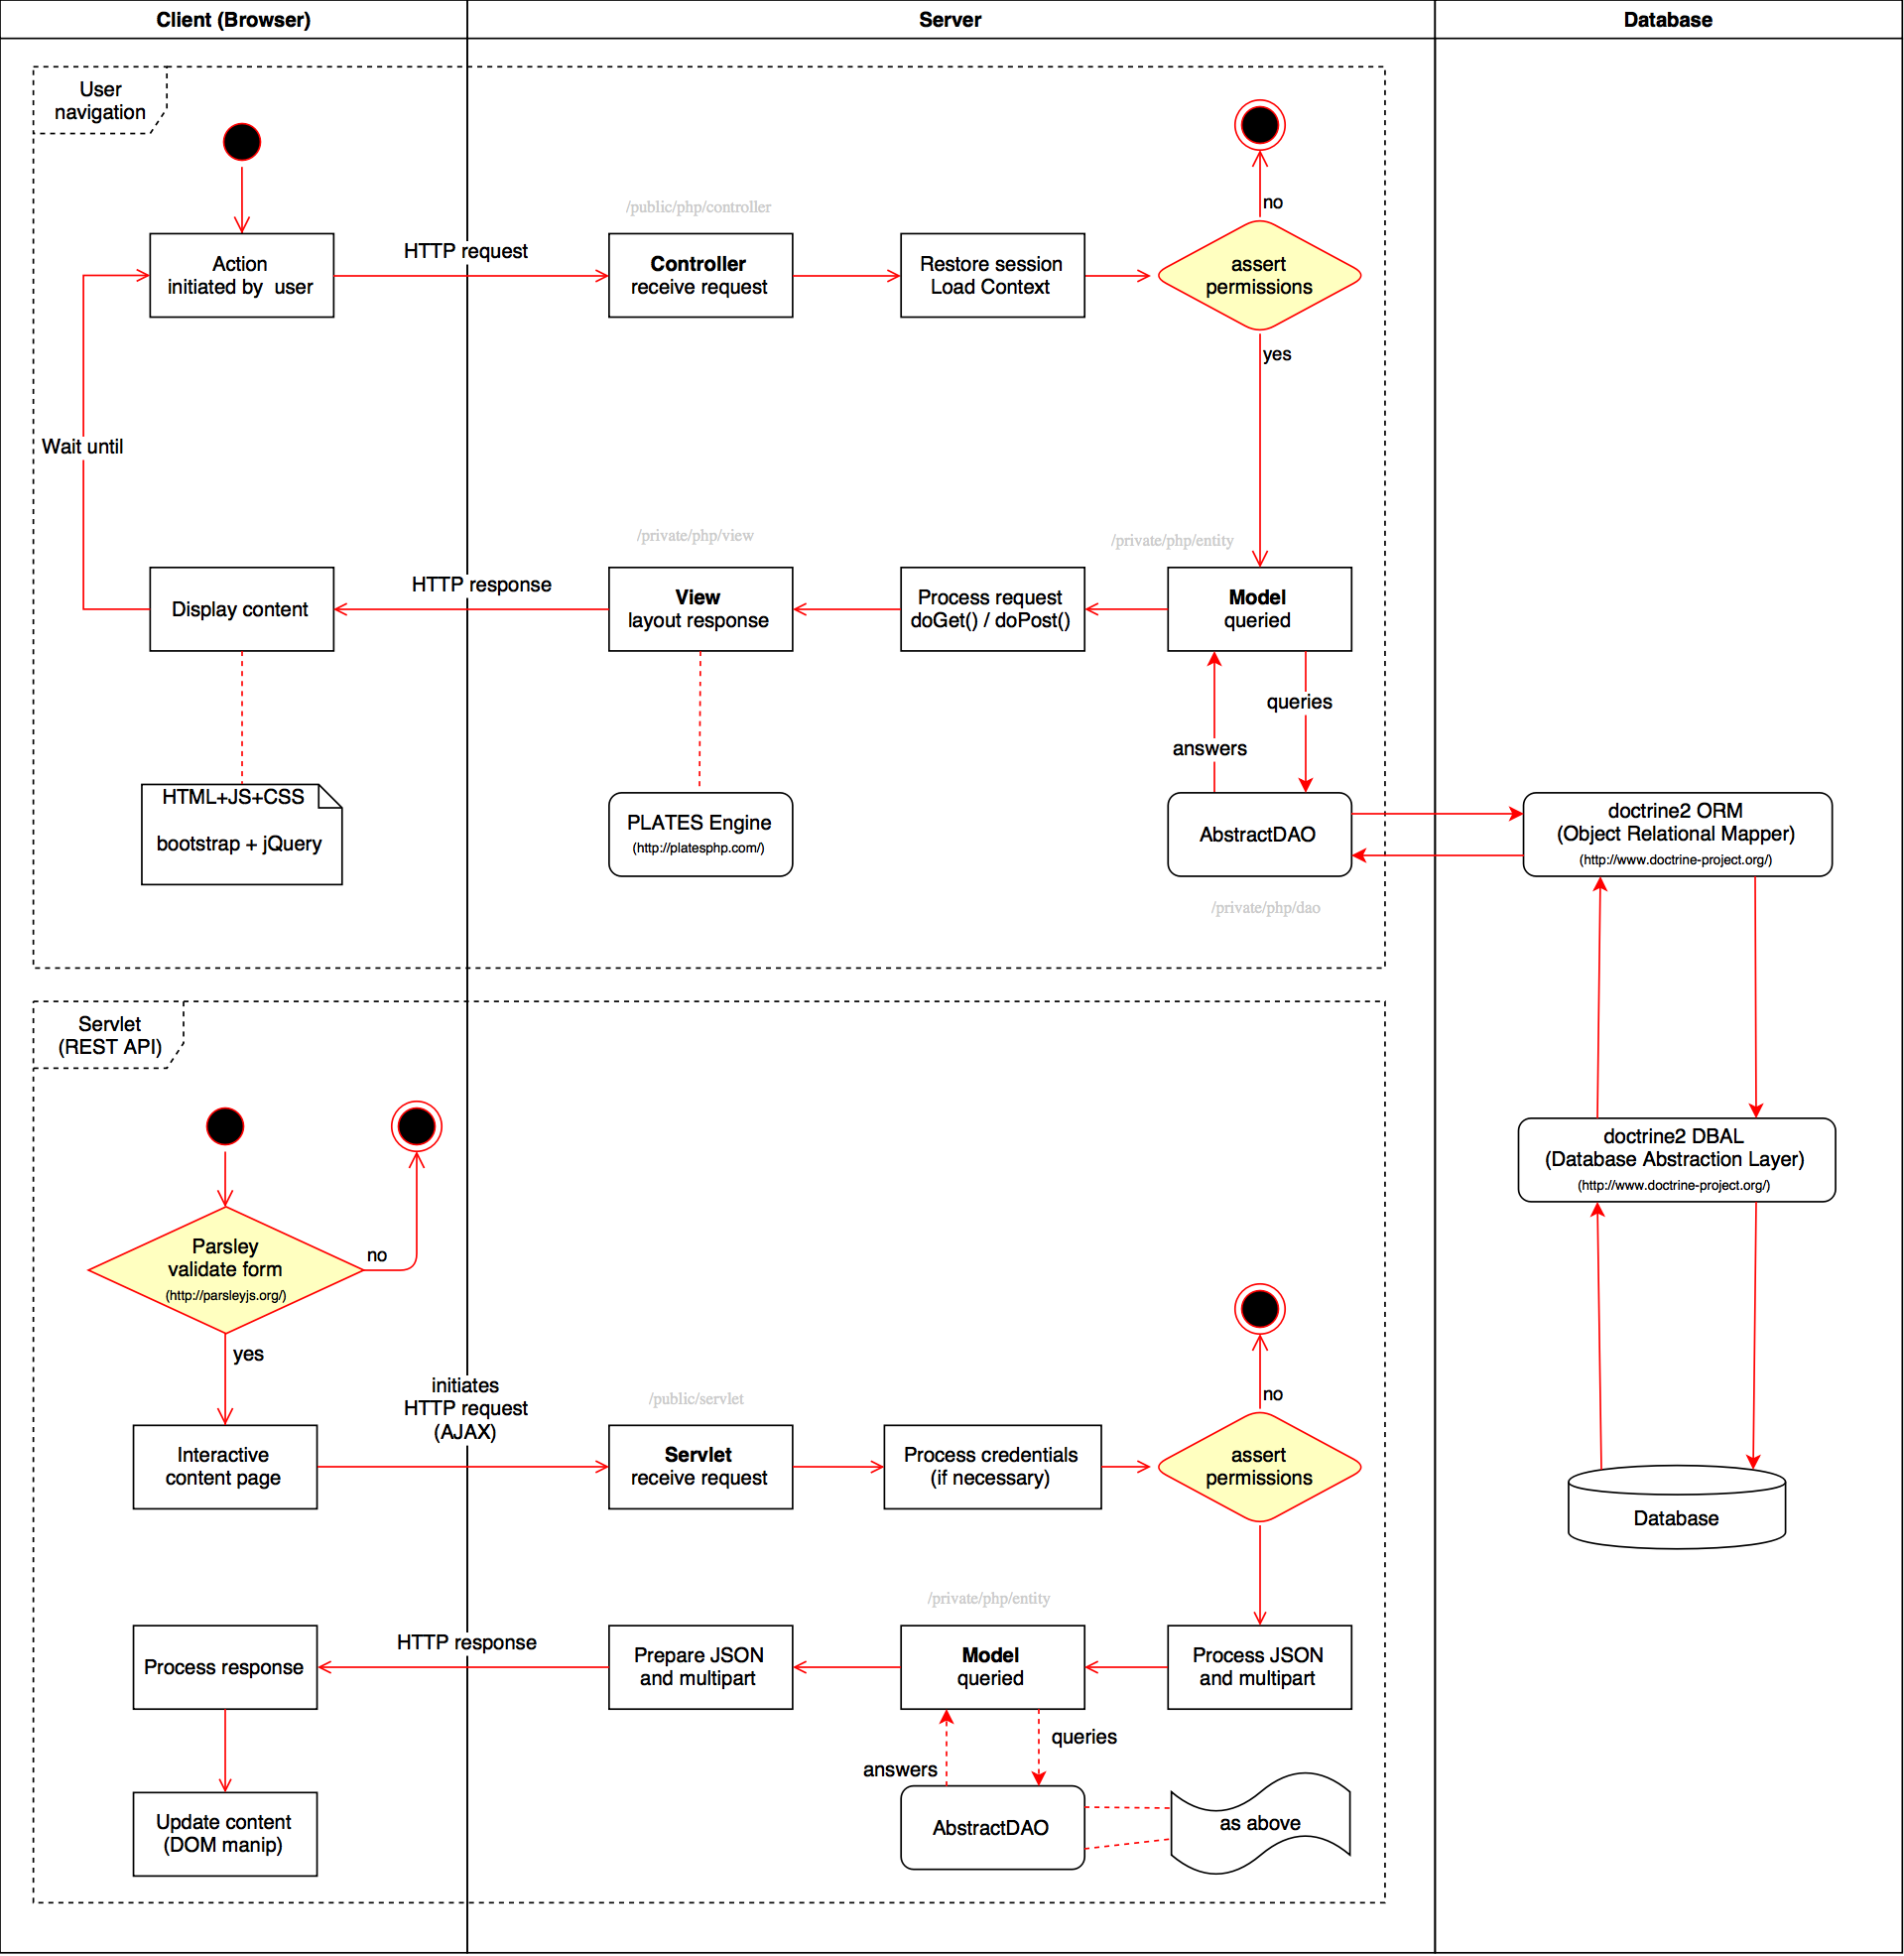 Client (Browser)
Server
Database
User
navigation
/public/php/controller
no
Action
initiated by  user
HTTP request
Controller
receive request
Restore session
Load Context
assert
permissions
yes
Wait until
/private/php/view
/private/php/entity
Display content
HTTP response
View
layout response
Process request
doGet() / doPost()
Model
queried
queries
answers
HTML+JS+CSS
bootstrap + jQuery
PLATES Engine
(http://platesphp.com/)
AbstractDAO
doctrine2 ORM
(Object Relational Mapper)
(http://www.doctrine-project.org/)
/private/php/dao
Servlet
(REST API)
doctrine2 DBAL
(Database Abstraction Layer)
(http://www.doctrine-project.org/)
Parsley
validate form
(http://parsleyjs.org/)
no
yes
initiates
HTTP request
(AJAX)
/public/servlet
no
Interactive
content page
Servlet
receive request
Process credentials
(if necessary)
assert
permissions
Database
/private/php/entity
Process response
HTTP response
Prepare JSON
and multipart
Model
queried
Process JSON
and multipart
queries
answers
Update content
(DOM manip)
AbstractDAO
as above